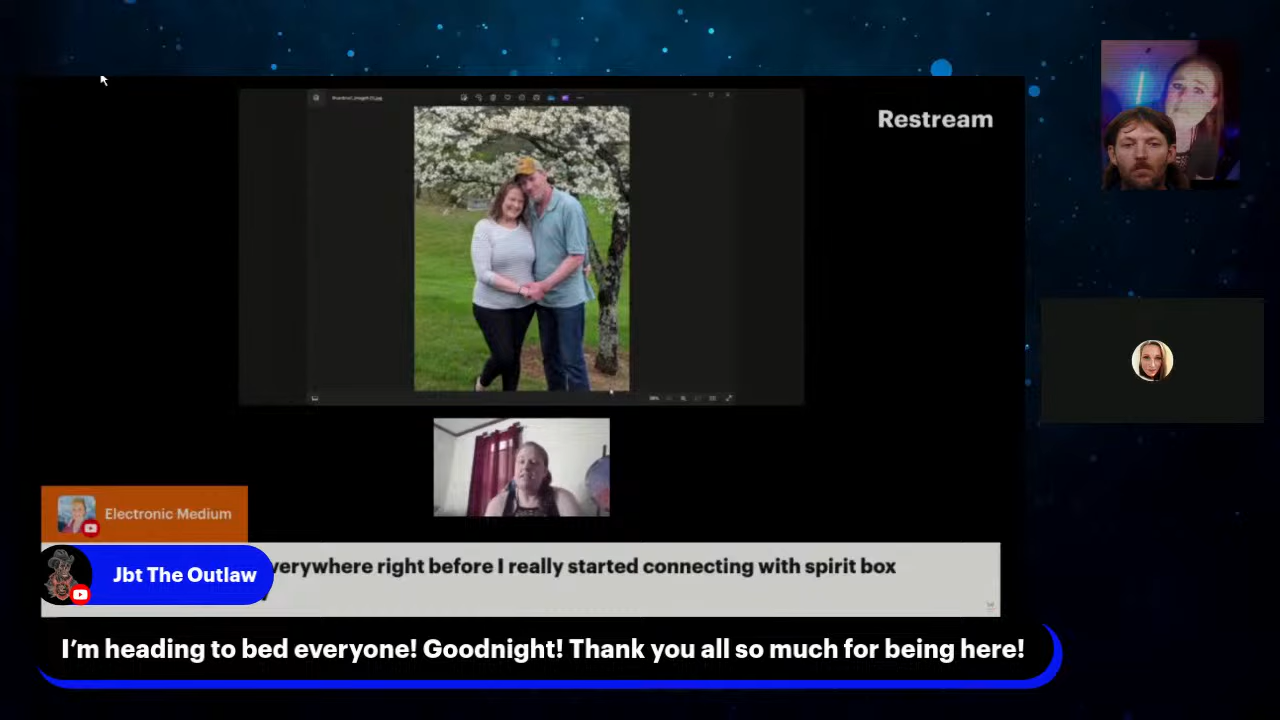 Restream
Electronic Medium
verywhere right before I really started connecting with spirit box
Jbt The Outlaw
I'm heading to bed everyone! Goodnight! Thank you all so much for being here!